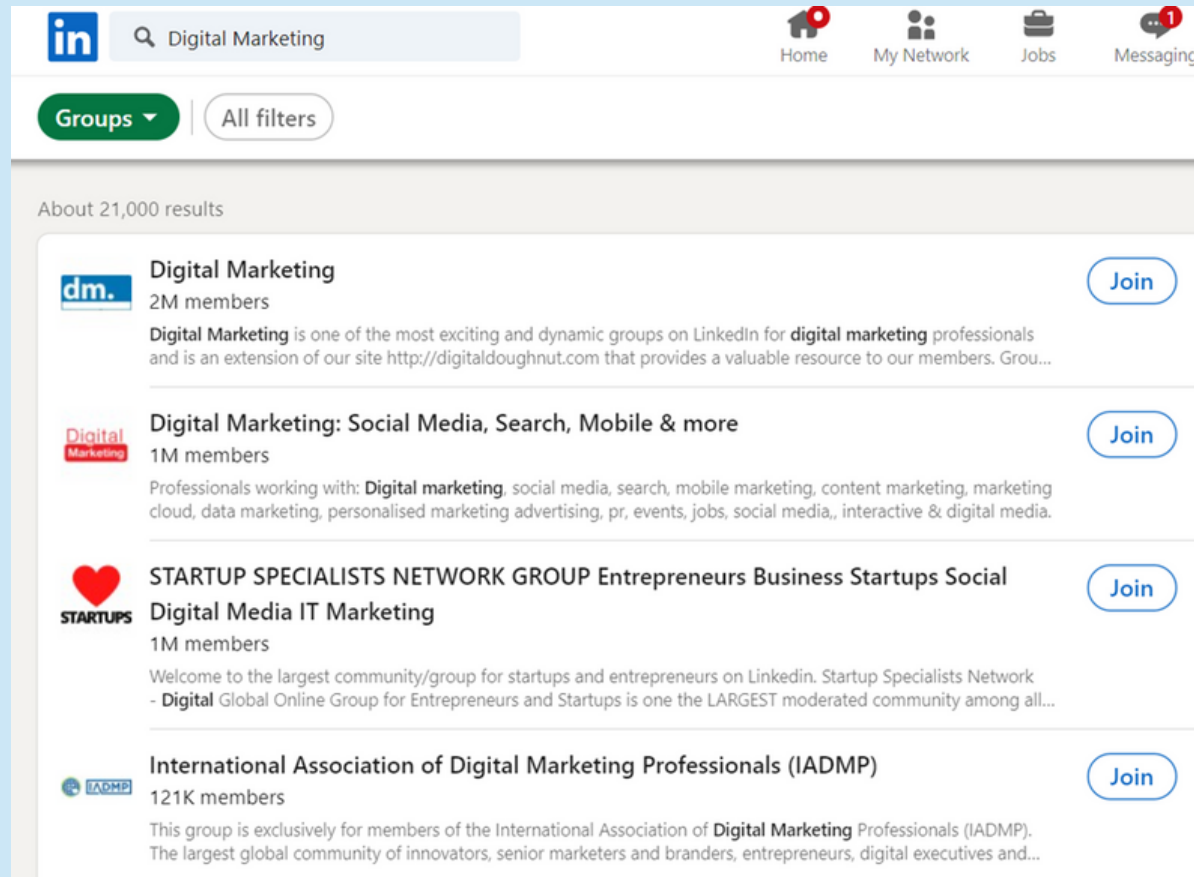 in
Digital Marketing
Home
My Network
Jobs
1
Messaging
Groups
All filters
About 21,000 results
dm.
Digital Marketing
2M members
Digital Marketing is one of the most exciting and dynamic groups on LinkedIn for digital marketing professionals
and is an extension of our site http://digitaldoughnut.com that provides a valuable resource to our members. Grou...
Join
Digital
Marketing
Digital Marketing: Social Media, Search, Mobile & more
1M members
Professionals working with: Digital marketing, social media, search, mobile marketing, content marketing, marketing
cloud, data marketing, personalised marketing advertising, pr, events, jobs, social media,, interactive & digital media.
Join
STARTUPS
STARTUP SPECIALISTS NETWORK GROUP Entrepreneurs Business Startups Social
Digital Media IT Marketing
1M members
Welcome to the largest community/group for startups and entrepreneurs on Linkedin. Startup Specialists Network
- Digital Global Online Group for Entrepreneurs and Startups is one the LARGEST moderated community among all...
Join
IADMP
International Association of Digital Marketing Professionals (IADMP)
121K members
This group is exclusively for members of the International Association of Digital Marketing Professionals (IADMP).
The largest global community of innovators, senior marketers and branders, entrepreneurs, digital executives and...
Join